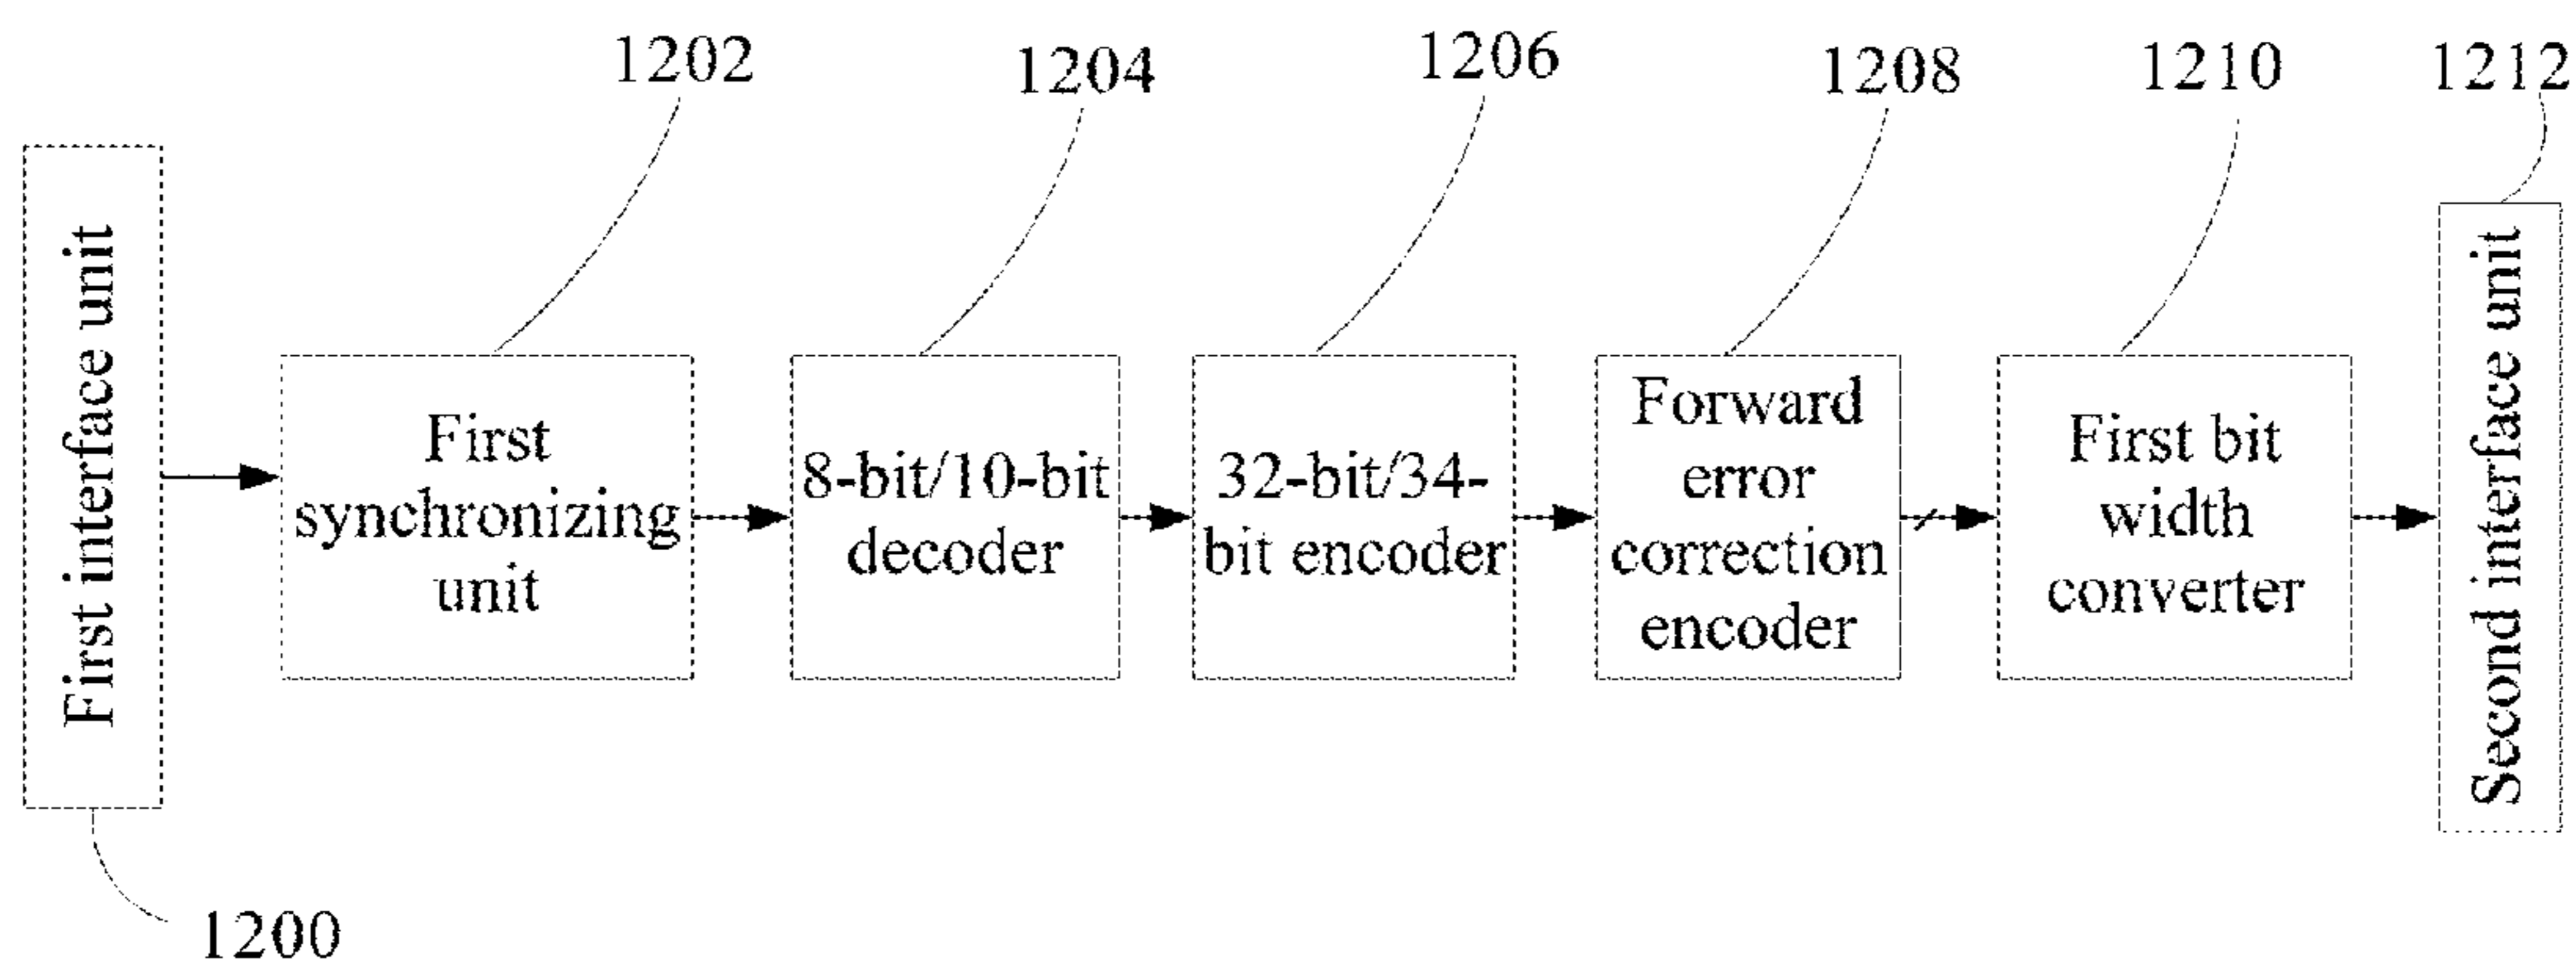 1202
1204
1206
1208
1210
1212
First interface unit
First
synchronizing
unit
8-bit/10-bit
decoder
32-bit/34-
bit encoder
Forward
error
correction
encoder
First bit
width
converter
Second interface unit
1200